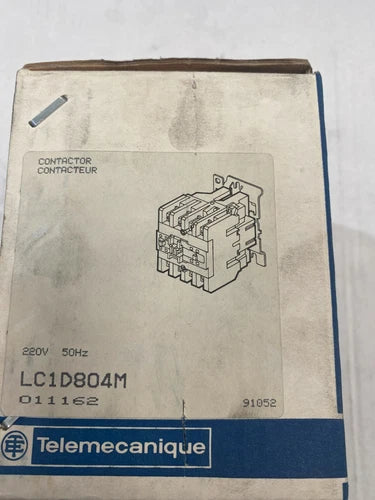 CONTACTOR
CONTACTEUR
220V 50Hz
LC1D804M
011162 91052
Telemecanique